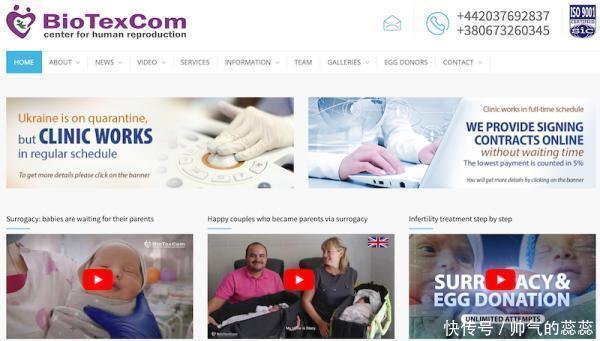 BioTexCom
center for human reproduction
+442037692837
+380673260345
ISO 9001
SIC
HOME
ABOUT
NEWS
VIDEO
SERVICES
INFORMATION
TEAM
GALLERIES
EGG DONORS
CONTACT
Ukraine is on quarantine,
but CLINIC WORKS
in regular schedule
To get more details please click on the banner
Clinic works in full-time schedule
WE PROVIDE SIGNING
CONTRACTS ONLINE
without waiting time
The lowest payment is counted in 5%
You will get more details by clicking on the banner
Surrogacy: babies are waiting for their parents
Happy couples who became parents via surrogacy
Infertility treatment step by step
BioTexCom
SURROGACY &
EGG DONATION
UNLIMITED ATTEMPTS
快传号/帅气的蕊蕊